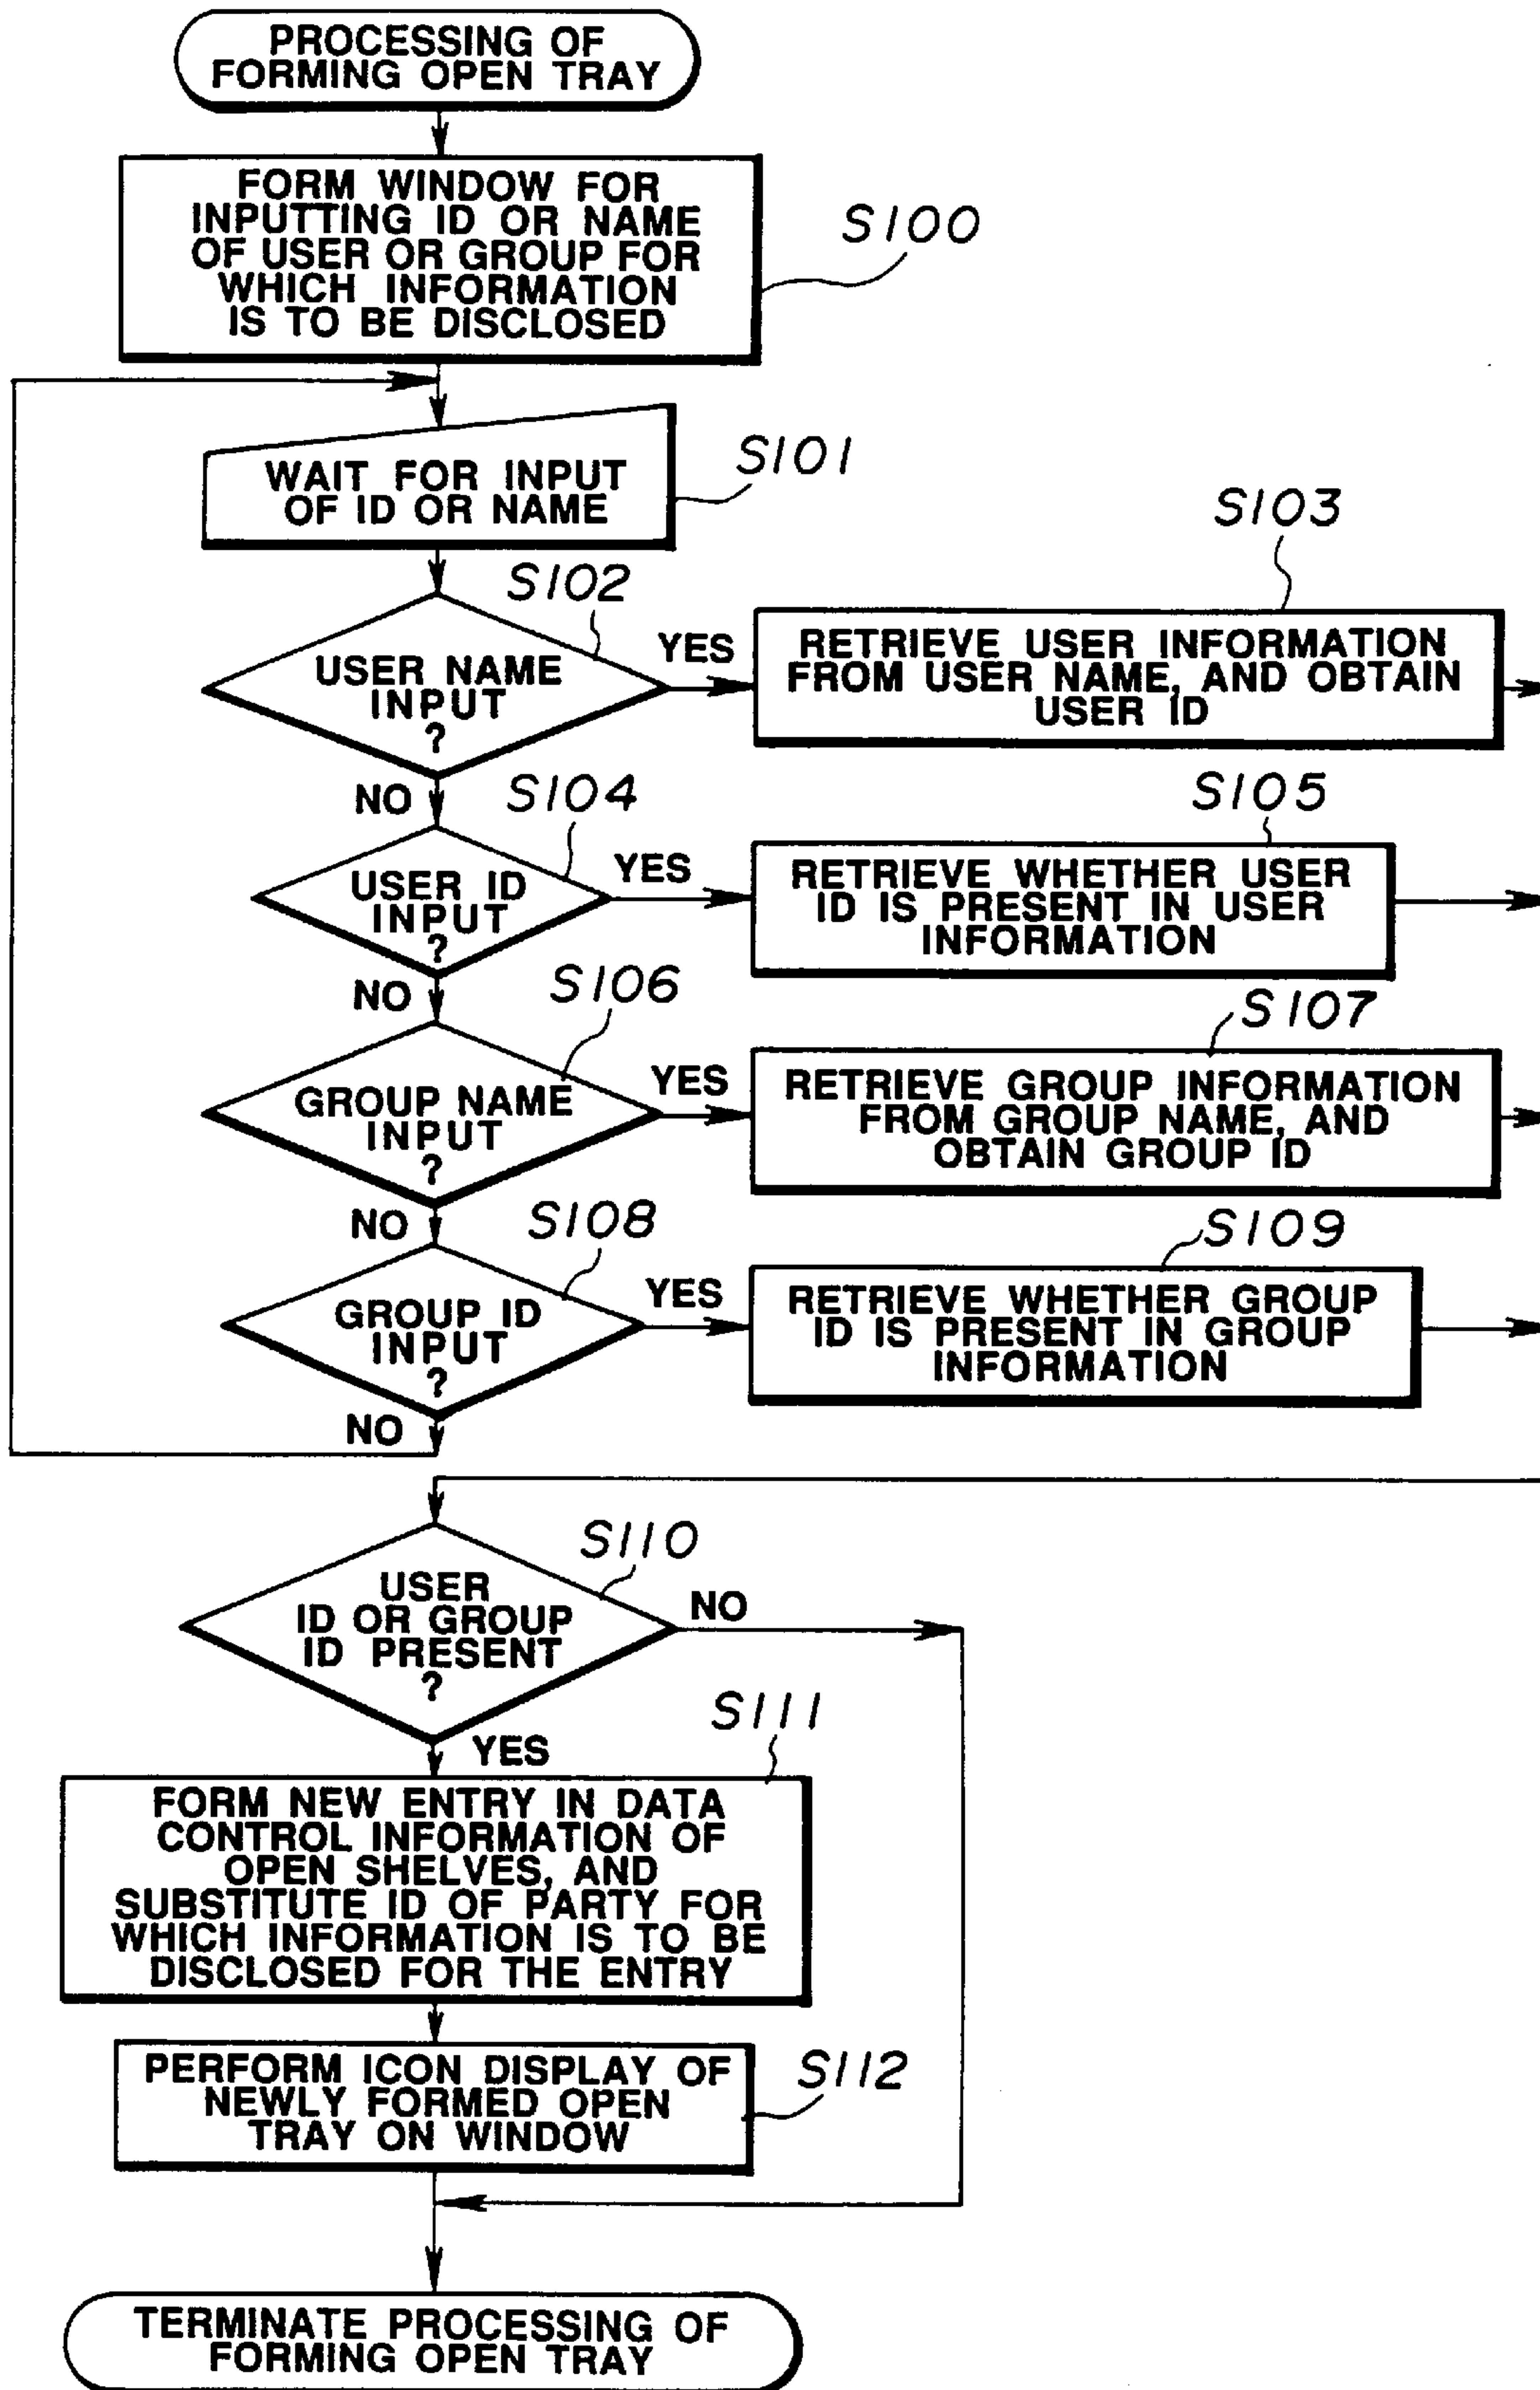 PROCESSING OF
FORMING OPEN TRAY
FORM WINDOW FOR
INPUTTING ID OR NAME
OF USER OR GROUP FOR
WHICH INFORMATION
IS TO BE DISCLOSED
S100
WAIT FOR INPUT
OF ID OR NAME
S101
USER NAME
INPUT
?
S102
YES
NO
RETRIEVE USER INFORMATION
FROM USER NAME, AND OBTAIN
USER ID
S103
USER ID
INPUT
?
S104
YES
NO
RETRIEVE WHETHER USER
ID IS PRESENT IN USER
INFORMATION
S105
GROUP NAME
INPUT
?
S106
YES
NO
RETRIEVE GROUP INFORMATION
FROM GROUP NAME, AND
OBTAIN GROUP ID
S107
GROUP ID
INPUT
?
S108
YES
NO
RETRIEVE WHETHER GROUP
ID IS PRESENT IN GROUP
INFORMATION
S109
USER
ID OR GROUP
ID PRESENT
?
S110
NO
YES
FORM NEW ENTRY IN DATA
CONTROL INFORMATION OF
OPEN SHELVES, AND
SUBSTITUTE ID OF PARTY FOR
WHICH INFORMATION IS TO BE
DISCLOSED FOR THE ENTRY
S111
PERFORM ICON DISPLAY OF
NEWLY FORMED OPEN
TRAY ON WINDOW
S112
TERMINATE PROCESSING OF
FORMING OPEN TRAY